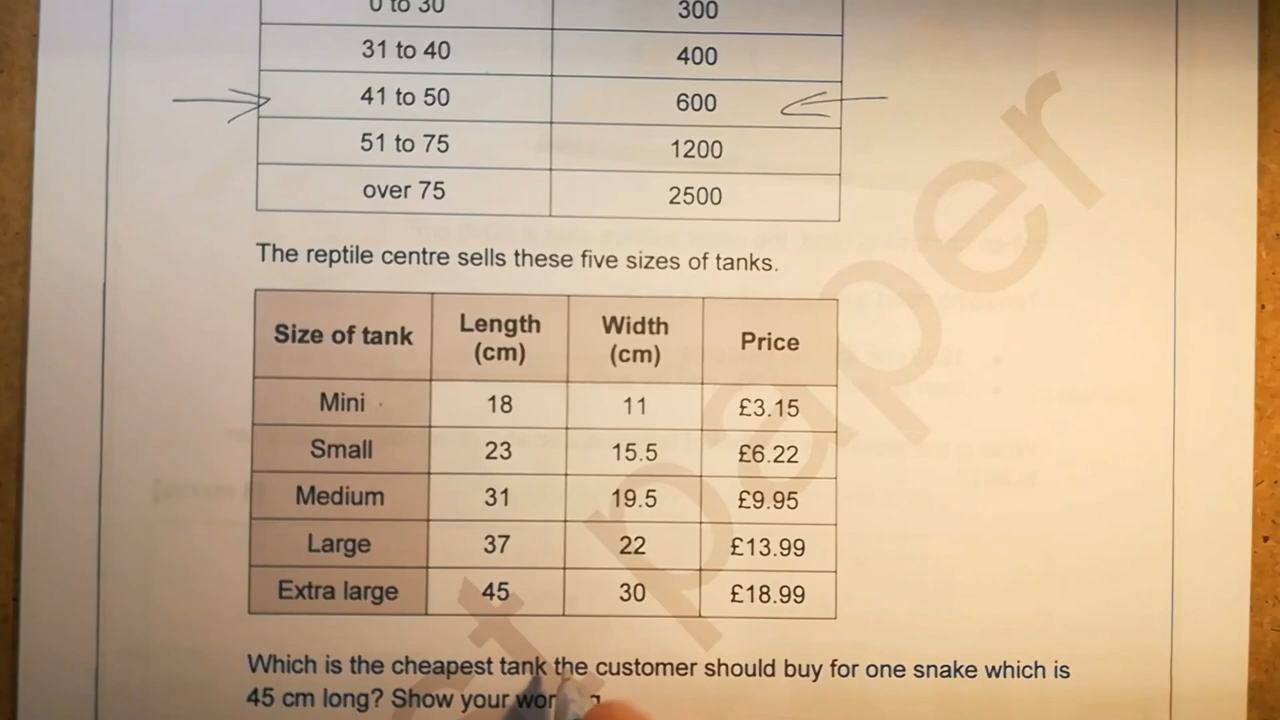 0 to 30 300
31 to 40 400
41 to 50 600
51 to 75 1200
over 75 2500
The reptile centre sells these five sizes of tanks.
Size of tank Length (cm) Width (cm) Price
Mini 18 11 £3.15
Small 23 15.5 £6.22
Medium 31 19.5 £9.95
Large 37 22 £13.99
Extra large 45 30 £18.99
Which is the cheapest tank the customer should buy for one snake which is
45 cm long? Show your
t paper